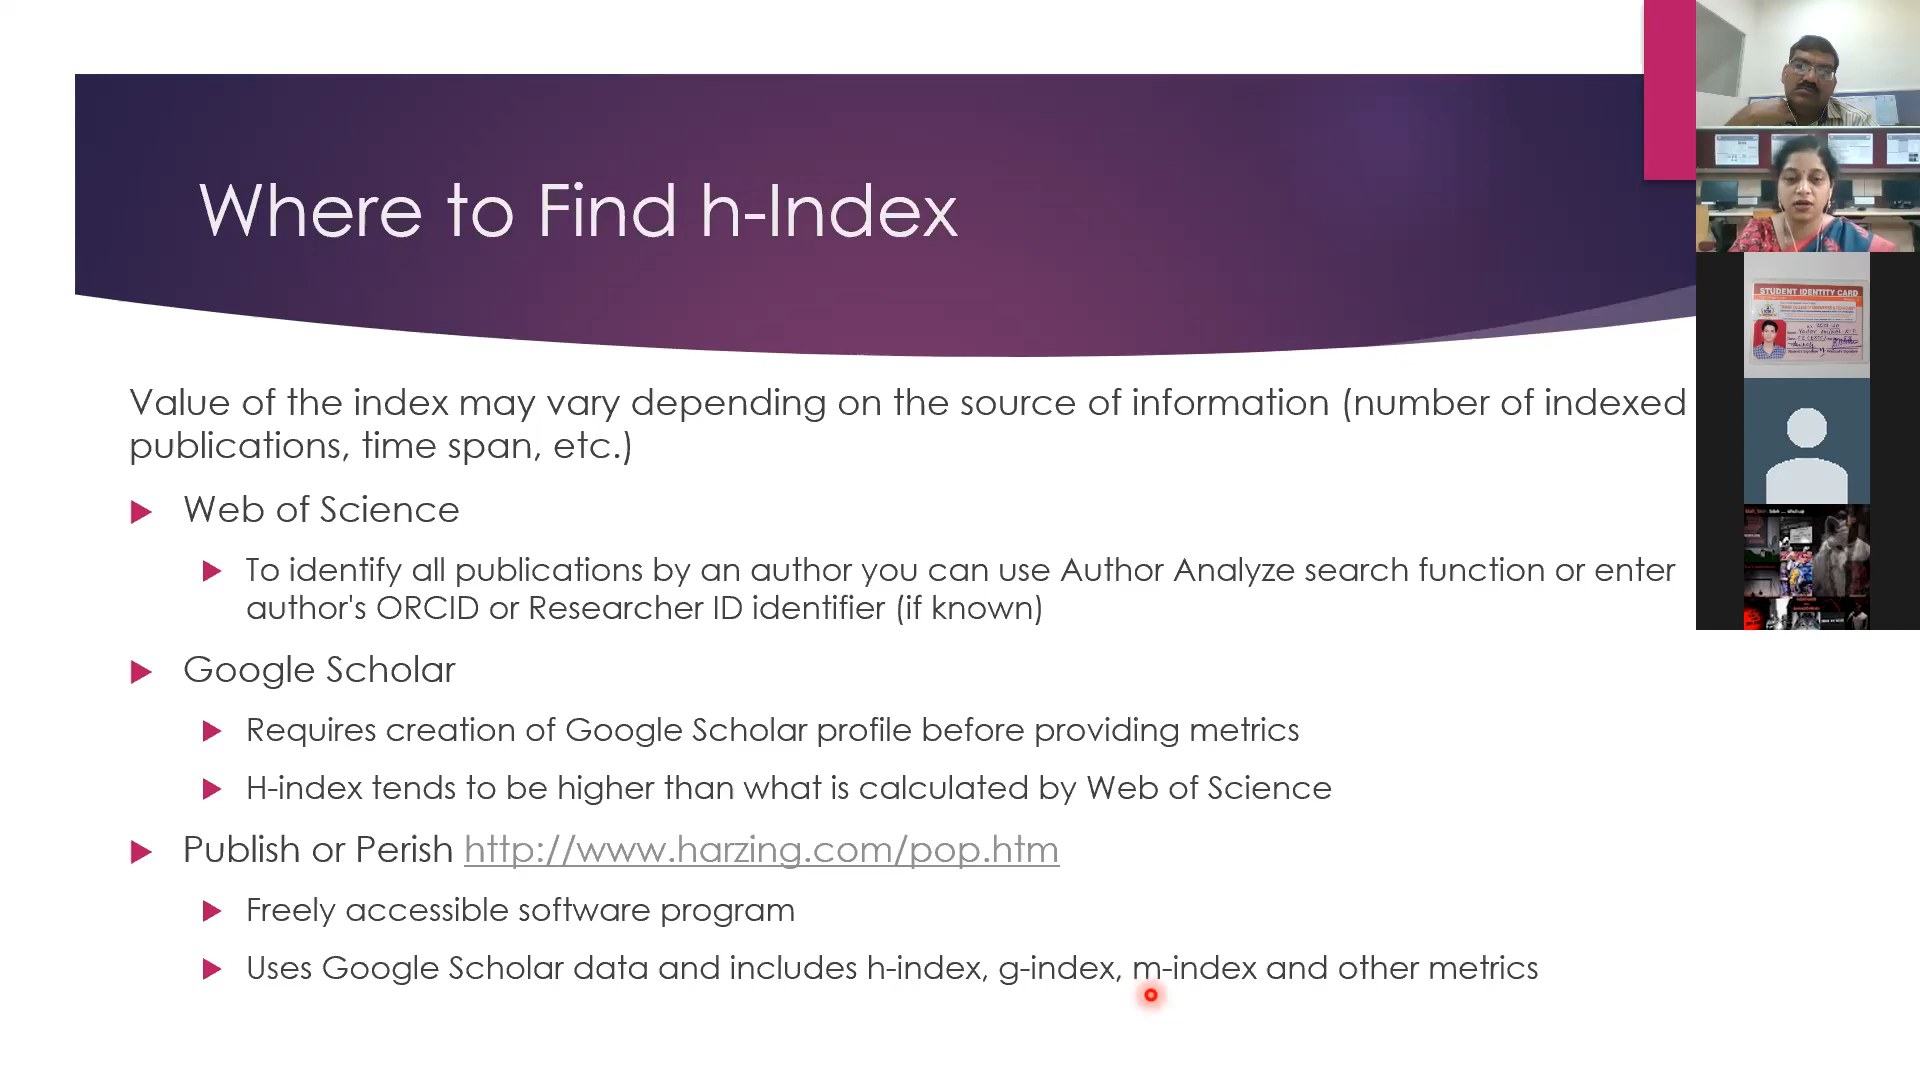 Where to Find h-Index
Value of the index may vary depending on the source of information (number of indexed
publications, time span, etc.)
Web of Science
To identify all publications by an author you can use Author Analyze search function or enter
author's ORCID or Researcher ID identifier (if known)
Google Scholar
Requires creation of Google Scholar profile before providing metrics
H-index tends to be higher than what is calculated by Web of Science
Publish or Perish http://www.harzing.com/pop.htm
Freely accessible software program
Uses Google Scholar data and includes h-index, g-index, m-index and other metrics
STUDENT IDENTITY CARD